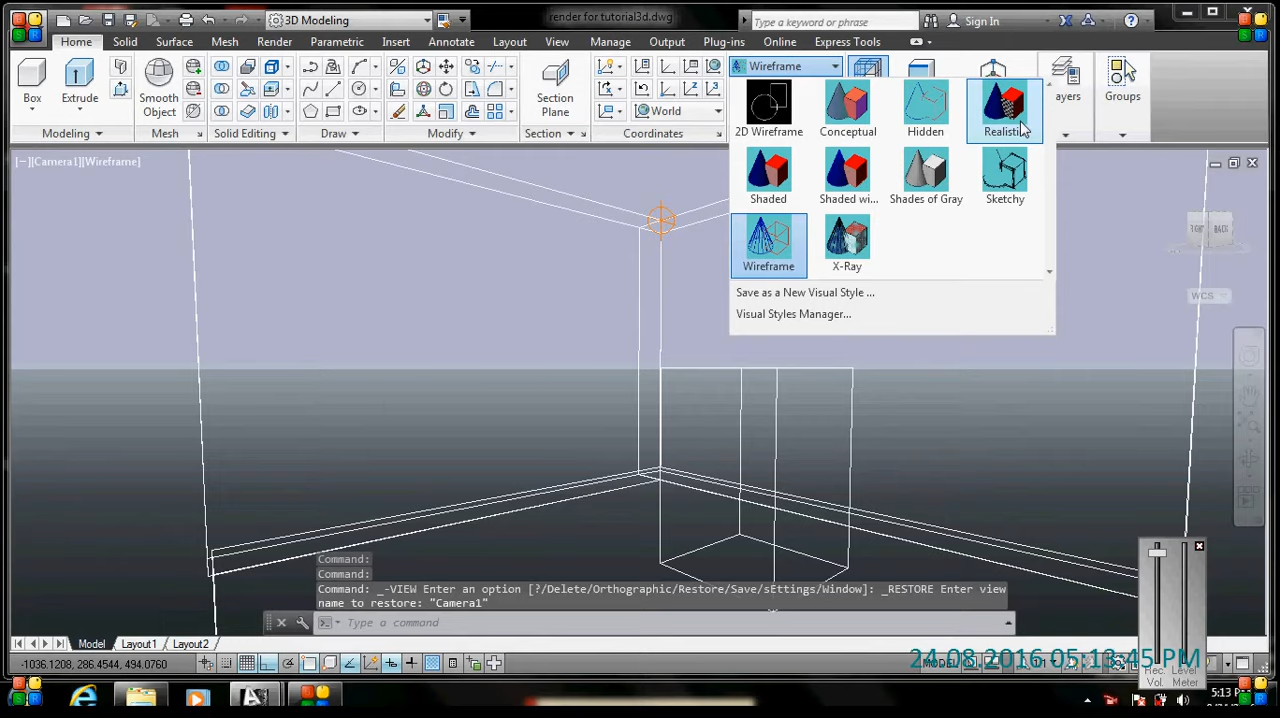 3D Modeling
render for tutorial3d.dwg
Type a keyword or phrase
Sign In
Home Solid Surface Mesh Render Parametric Insert Annotate Layout View Manage Output Plug-ins Online Express Tools
Box
Extrude
Smooth
Object
Section
Plane
World
Wireframe
ayers
Groups
Modeling
Mesh
Solid Editing
Draw
Modify
Section
Coordinates
2D Wireframe
Conceptual
Hidden
Realisti
Shaded
Shaded wi...
Shades of Gray
Sketchy
Wireframe
X-Ray
Save as a New Visual Style ...
Visual Styles Manager...
[−][Camera1][Wireframe]
RIGHT
BACK
WCS
Command:
Command:
Command: _-VIEW Enter an option [?/Delete/Orthographic/Restore/Save/sEttings/Window]: _RESTORE Enter view
name to restore: "Camera1"
Type a command
Model Layout1 Layout2
-1036.1208, 286.4544, 494.0760
MODEL
24.08.2016 05:13:45 PM
Rec. Vol.
Level Meter
5:13 PM